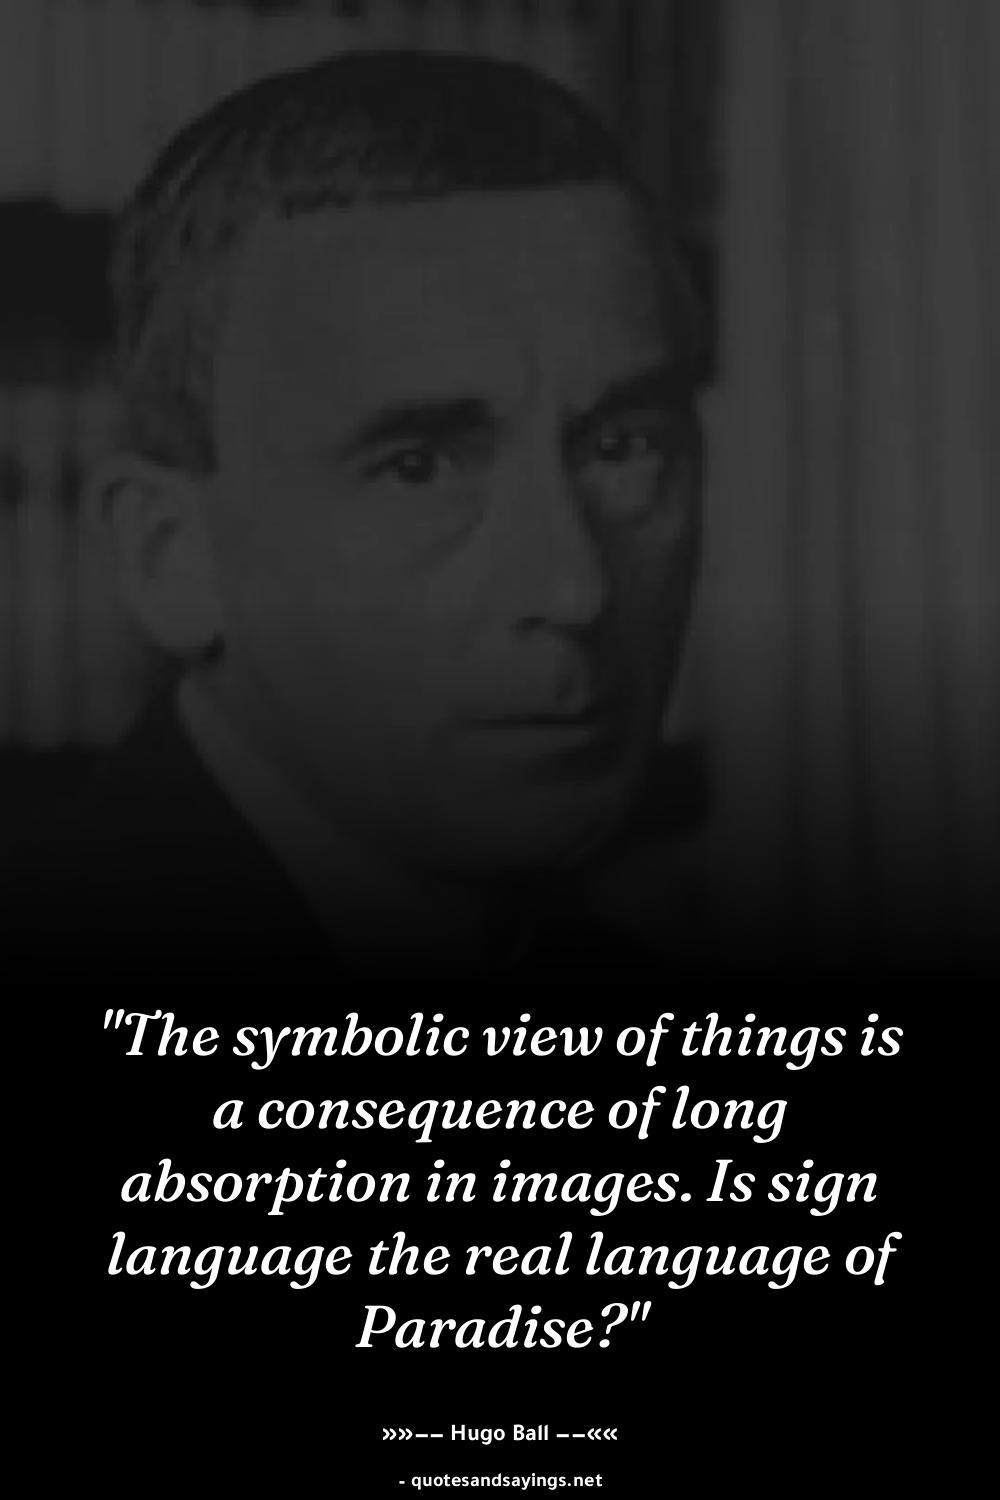 "The symbolic view of things is
a consequence of long
absorption in images. Is sign
language the real language of
Paradise?"
»»–– Hugo Ball ––««
- quotesandsayings.net